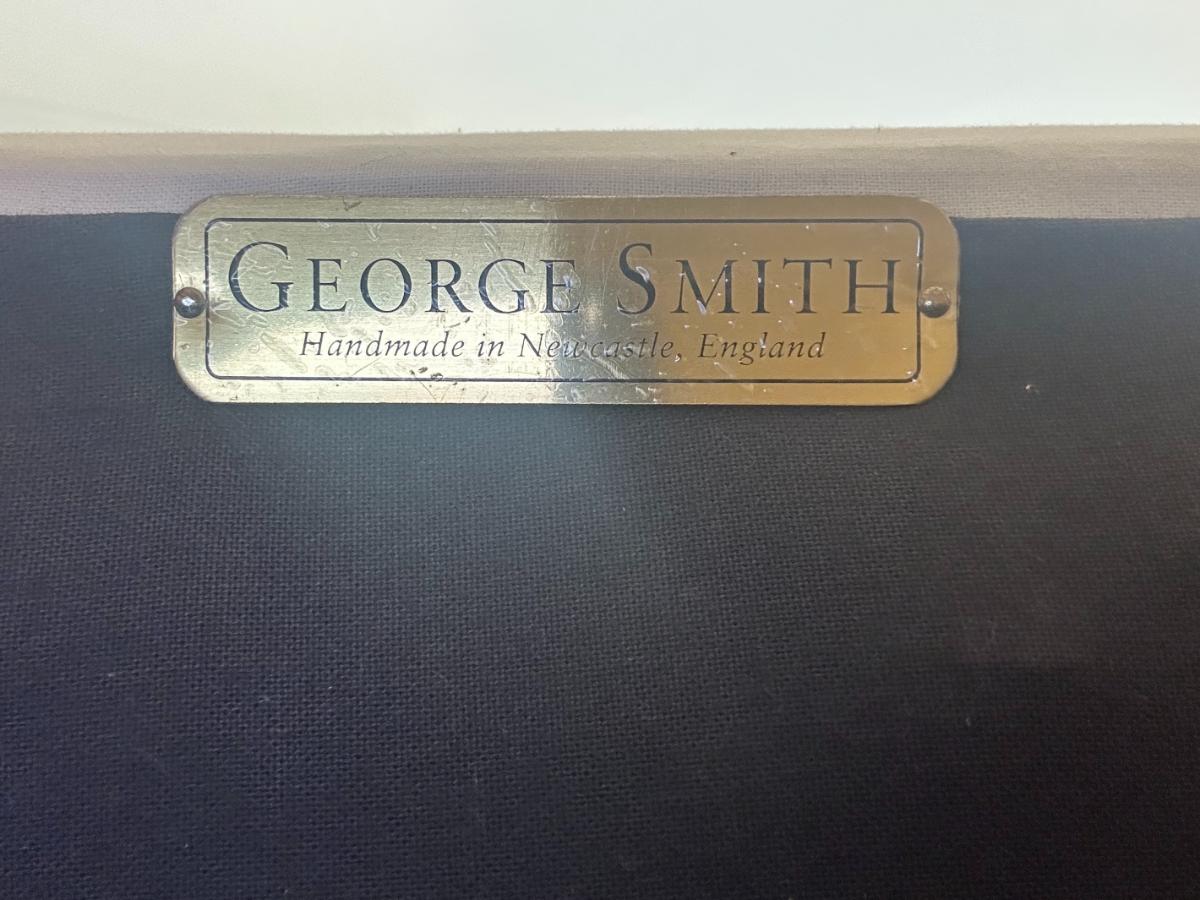 GEORGE SMITH
Handmade in Newcastle, England